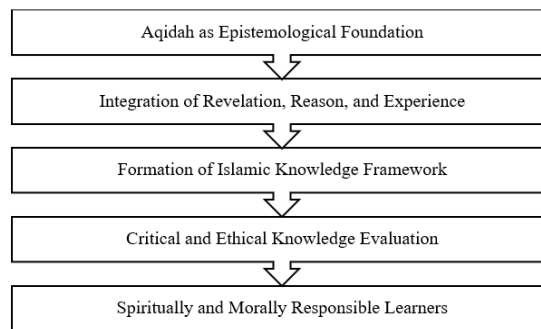 Aqidah as Epistemological Foundation
Integration of Revelation, Reason, and Experience
Formation of Islamic Knowledge Framework
Critical and Ethical Knowledge Evaluation
Spiritually and Morally Responsible Learners